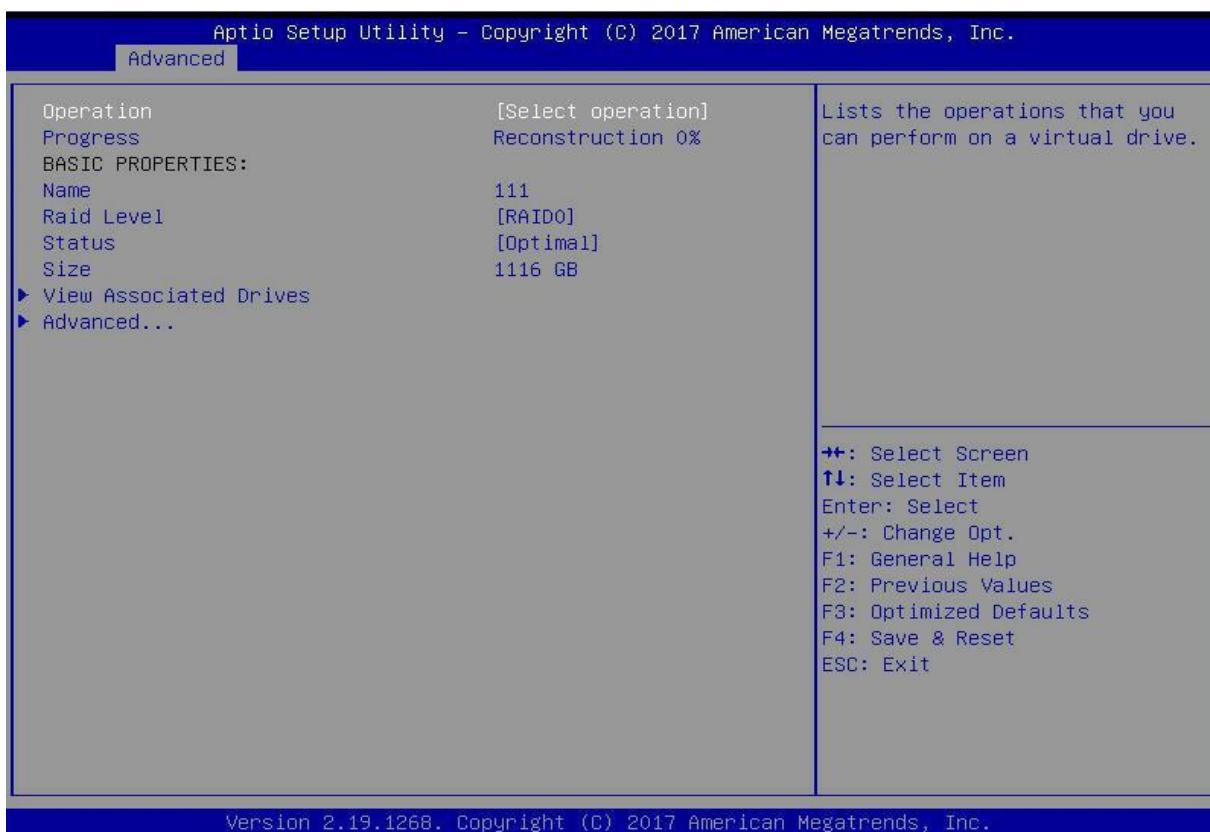 Aptio Setup Utility – Copyright (C) 2017 American Megatrends, Inc.
Advanced
Operation [Select operation]
Progress Reconstruction 0%
BASIC PROPERTIES:
Name 111
Raid Level [RAID0]
Status [Optimal]
Size 1116 GB
▶ View Associated Drives
▶ Advanced...
Lists the operations that you
can perform on a virtual drive.
→←: Select Screen
↑↓: Select Item
Enter: Select
+/-: Change Opt.
F1: General Help
F2: Previous Values
F3: Optimized Defaults
F4: Save & Reset
ESC: Exit
Version 2.19.1268. Copyright (C) 2017 American Megatrends, Inc.